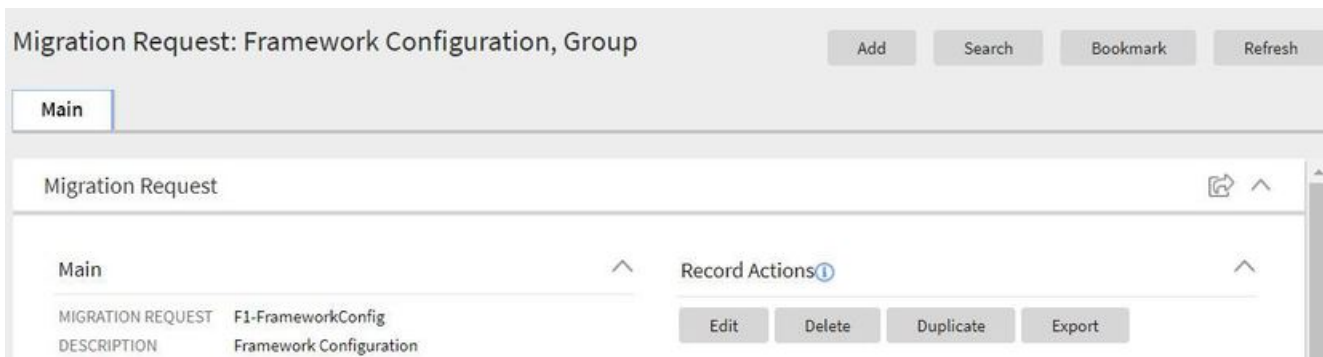 Migration Request: Framework Configuration, Group
Add Search Bookmark Refresh
Main
Migration Request
Main
MIGRATION REQUEST F1-FrameworkConfig
DESCRIPTION Framework Configuration
Record Actions
Edit Delete Duplicate Export